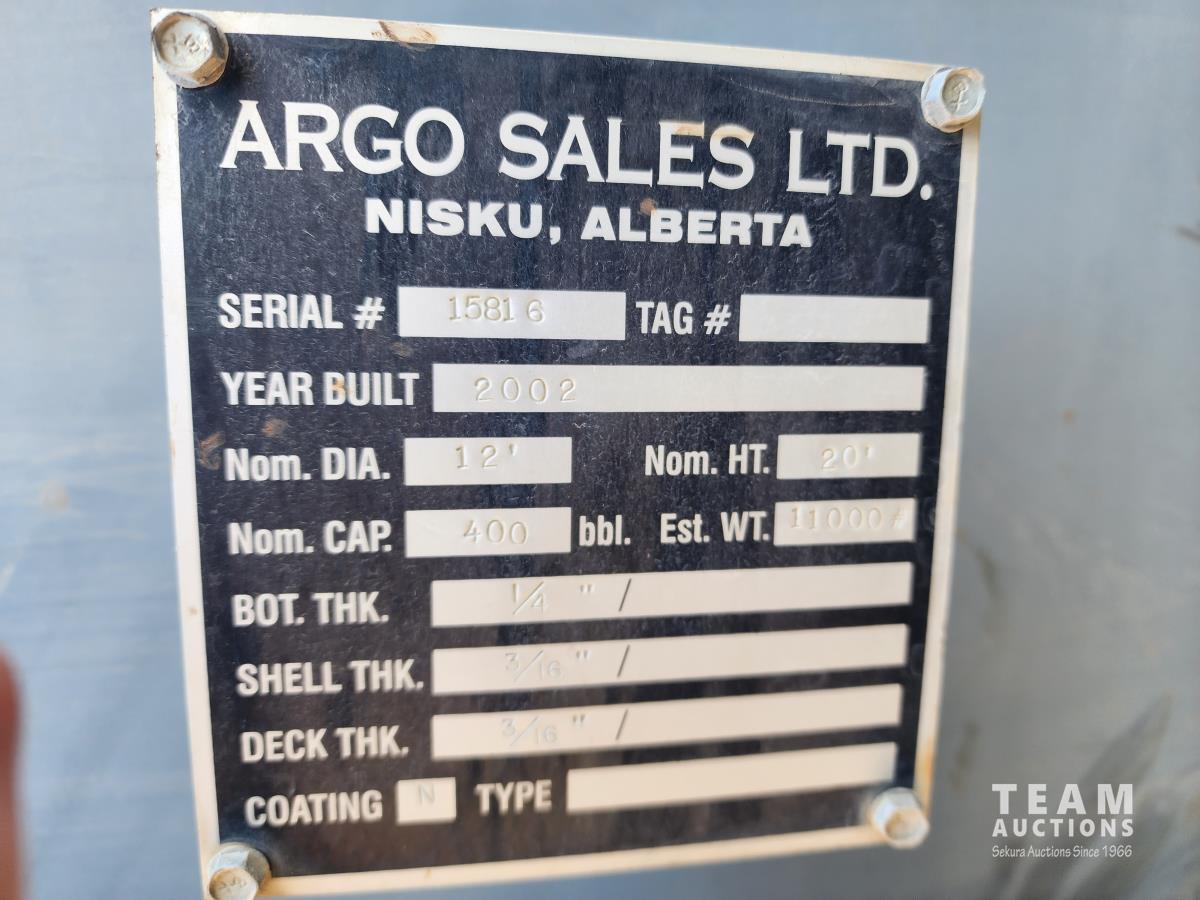 ARGO SALES LTD.
NISKU, ALBERTA
SERIAL # 15816 TAG #
YEAR BUILT 2002
Nom. DIA. 12' Nom. HT. 20'
Nom. CAP. 400 bbl. Est. WT. 11000#
BOT. THK. 1/4 " /
SHELL THK. 3/16 " /
DECK THK. 3/16 " /
COATING N TYPE
TEAM
AUCTIONS
Sekura Auctions Since 1966